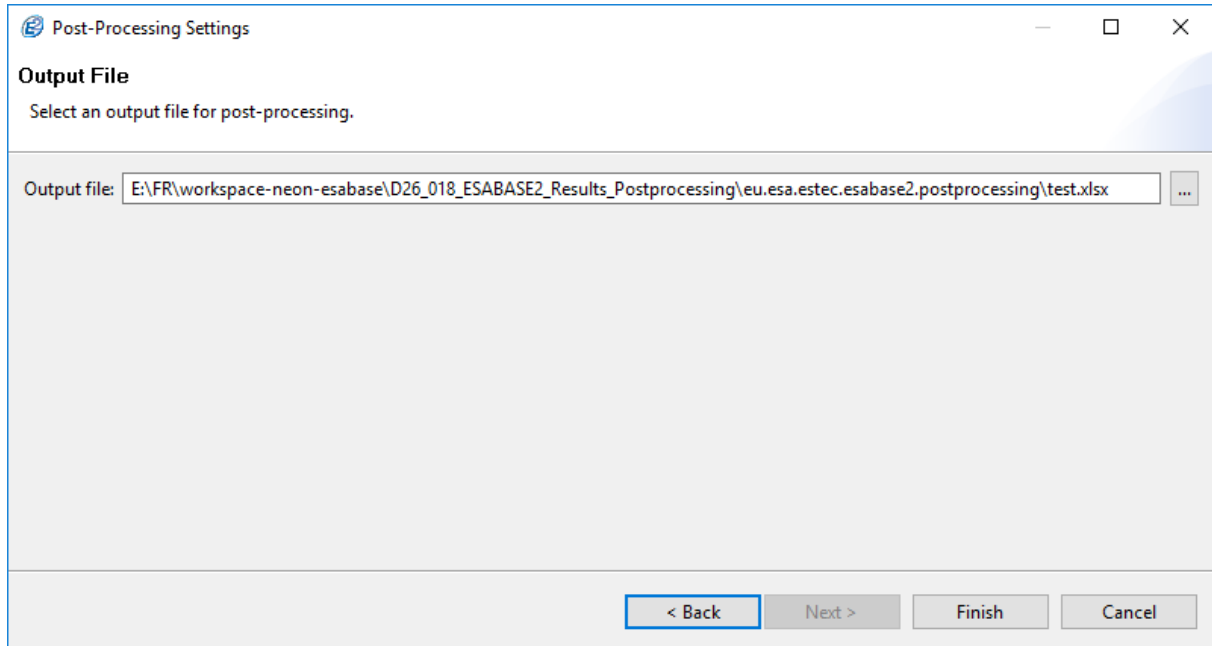 Post-Processing Settings
Output File
Select an output file for post-processing.
Output file: E:\FR\workspace-neon-esabase\D26_018_ESABASE2_Results_Postprocessing\eu.esa.estec.esabase2.postprocessing\test.xlsx ...
< Back Next > Finish Cancel